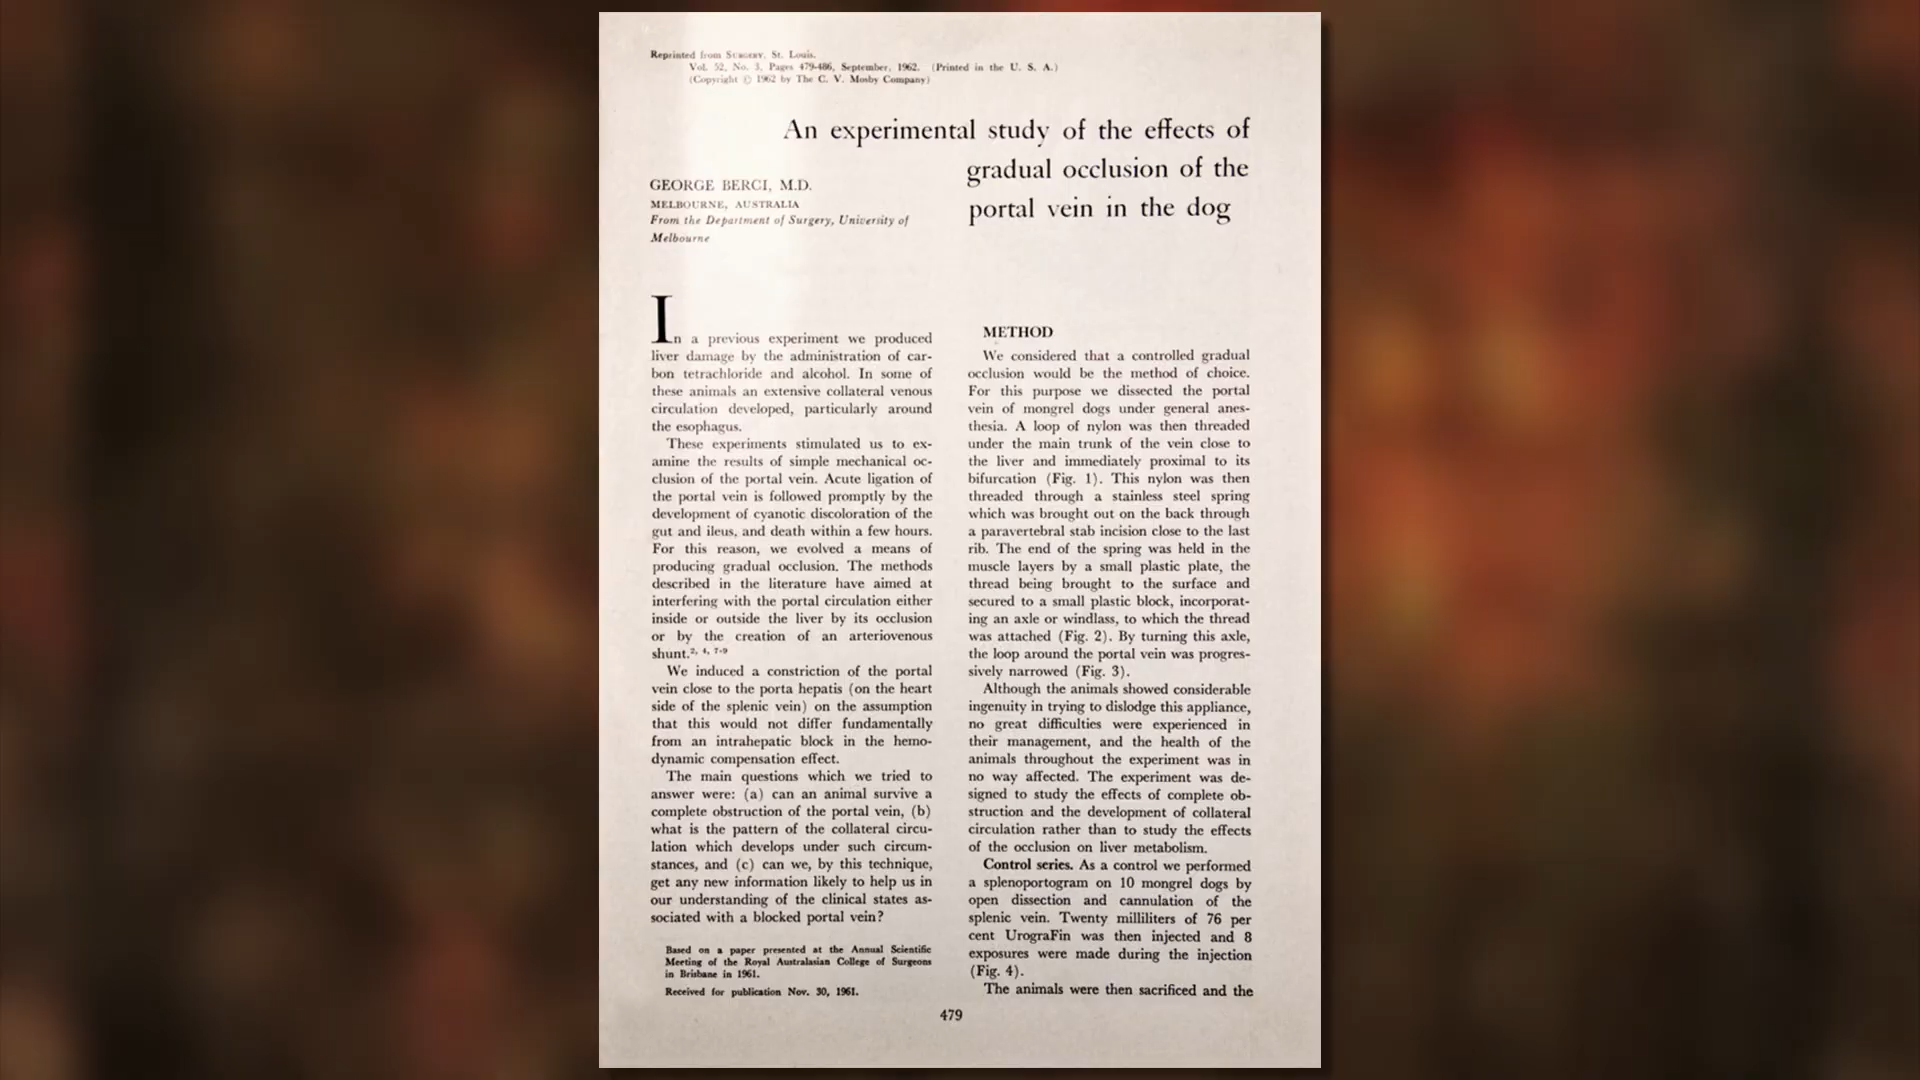 Reprinted from SURGERY, St. Louis.
Vol. 52, No. 3, Pages 479-486, September, 1962. (Printed in the U. S. A.)
(Copyright © 1962 by The C. V. Mosby Company)
An experimental study of the effects of
gradual occlusion of the
portal vein in the dog
GEORGE BERCI, M.D.
MELBOURNE, AUSTRALIA
From the Department of Surgery, University of
Melbourne
In a previous experiment we produced
liver damage by the administration of car-
bon tetrachloride and alcohol. In some of
these animals an extensive collateral venous
circulation developed, particularly around
the esophagus.
These experiments stimulated us to ex-
amine the results of simple mechanical oc-
clusion of the portal vein. Acute ligation of
the portal vein is followed promptly by the
development of cyanotic discoloration of the
gut and ileus, and death within a few hours.
For this reason, we evolved a means of
producing gradual occlusion. The methods
described in the literature have aimed at
interfering with the portal circulation either
inside or outside the liver by its occlusion
or by the creation of an arteriovenous
shunt.2, 4, 7-9
We induced a constriction of the portal
vein close to the porta hepatis (on the heart
side of the splenic vein) on the assumption
that this would not differ fundamentally
from an intrahepatic block in the hemo-
dynamic compensation effect.
The main questions which we tried to
answer were: (a) can an animal survive a
complete obstruction of the portal vein, (b)
what is the pattern of the collateral circu-
lation which develops under such circum-
stances, and (c) can we, by this technique,
get any new information likely to help us in
our understanding of the clinical states as-
sociated with a blocked portal vein?
Based on a paper presented at the Annual Scientific
Meeting of the Royal Australasian College of Surgeons
in Brisbane in 1961.
Received for publication Nov. 30, 1961.
METHOD
We considered that a controlled gradual
occlusion would be the method of choice.
For this purpose we dissected the portal
vein of mongrel dogs under general anes-
thesia. A loop of nylon was then threaded
under the main trunk of the vein close to
the liver and immediately proximal to its
bifurcation (Fig. 1). This nylon was then
threaded through a stainless steel spring
which was brought out on the back through
a paravertebral stab incision close to the last
rib. The end of the spring was held in the
muscle layers by a small plastic plate, the
thread being brought to the surface and
secured to a small plastic block, incorporat-
ing an axle or windlass, to which the thread
was attached (Fig. 2). By turning this axle,
the loop around the portal vein was progres-
sively narrowed (Fig. 3).
Although the animals showed considerable
ingenuity in trying to dislodge this appliance,
no great difficulties were experienced in
their management, and the health of the
animals throughout the experiment was in
no way affected. The experiment was de-
signed to study the effects of complete ob-
struction and the development of collateral
circulation rather than to study the effects
of the occlusion on liver metabolism.
Control series. As a control we performed
a splenoportogram on 10 mongrel dogs by
open dissection and cannulation of the
splenic vein. Twenty milliliters of 76 per
cent UrograFin was then injected and 8
exposures were made during the injection
(Fig. 4).
The animals were then sacrificed and the
479